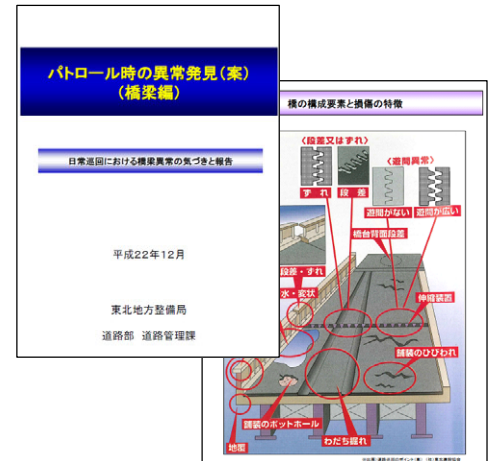 パトロール時の異常発見(案)
(橋梁編)
日常巡回における橋梁異常の気づきと報告
平成22年12月
東北地方整備局
道路部 道路管理課
橋の構成要素と損傷の特徴
〈段差又はずれ〉
〈遊間異常〉
ずれ
段差
遊間がない
遊間が広い
橋台背面段差
段差・ずれ
水・変状
伸縮装置
舗装のひびわれ
舗装のポットホール
わだち掘れ
地覆